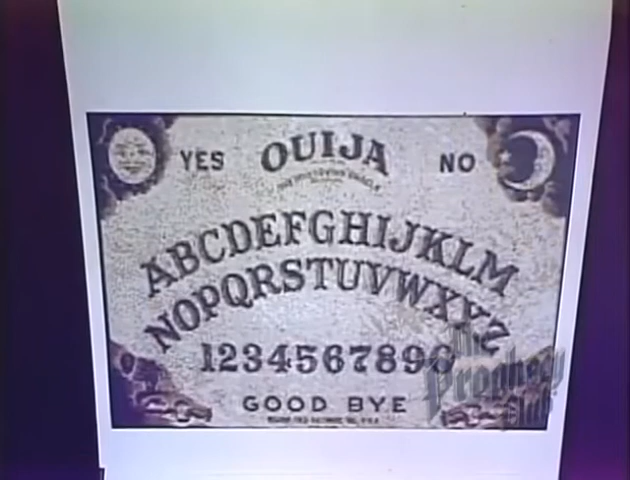 YES OUIJA NO
ABCDEFGHIJKLM
NOPQRSTUVWXYZ
1234567890
GOOD BYE
The
Prophecy
Club